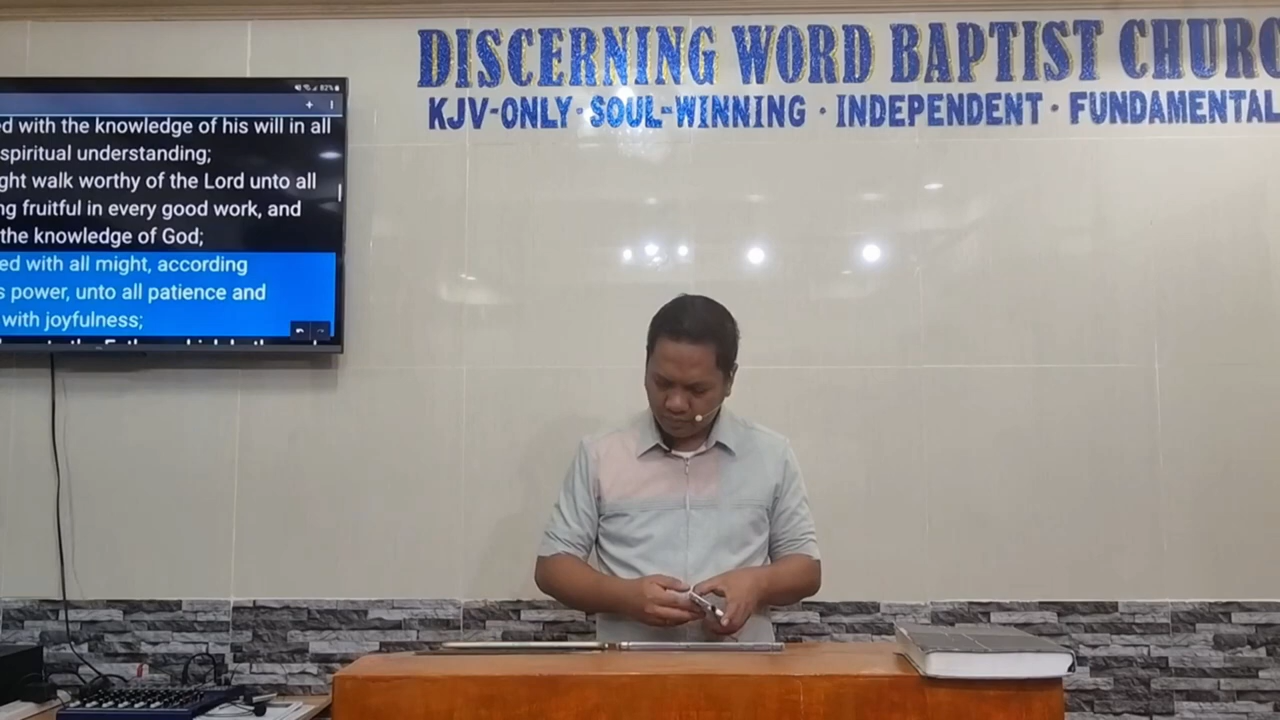 DISCERNING WORD BAPTIST CHURC
KJV-ONLY · SOUL-WINNING · INDEPENDENT · FUNDAMENTAL
82%
ed with the knowledge of his will in all
spiritual understanding;
ght walk worthy of the Lord unto all
ng fruitful in every good work, and
the knowledge of God;
ed with all might, according
s power, unto all patience and
with joyfulness;